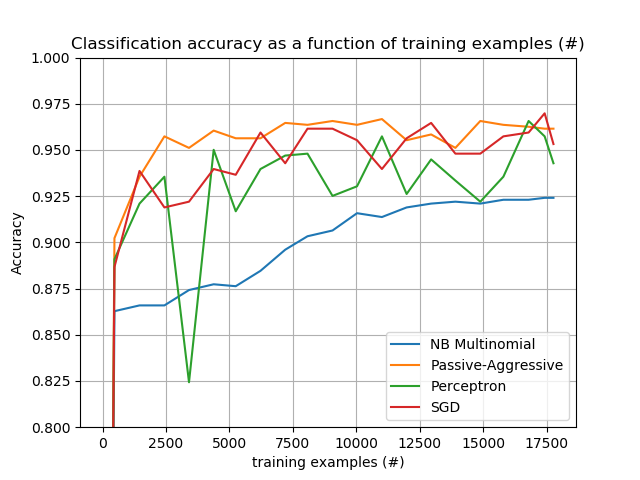 Classification accuracy as a function of training examples (#)
1.000
0.975
0.950
0.925
0.900
0.875
0.850
0.825
0.800
Accuracy
NB Multinomial
Passive-Aggressive
Perceptron
SGD
0 2500 5000 7500 10000 12500 15000 17500
training examples (#)